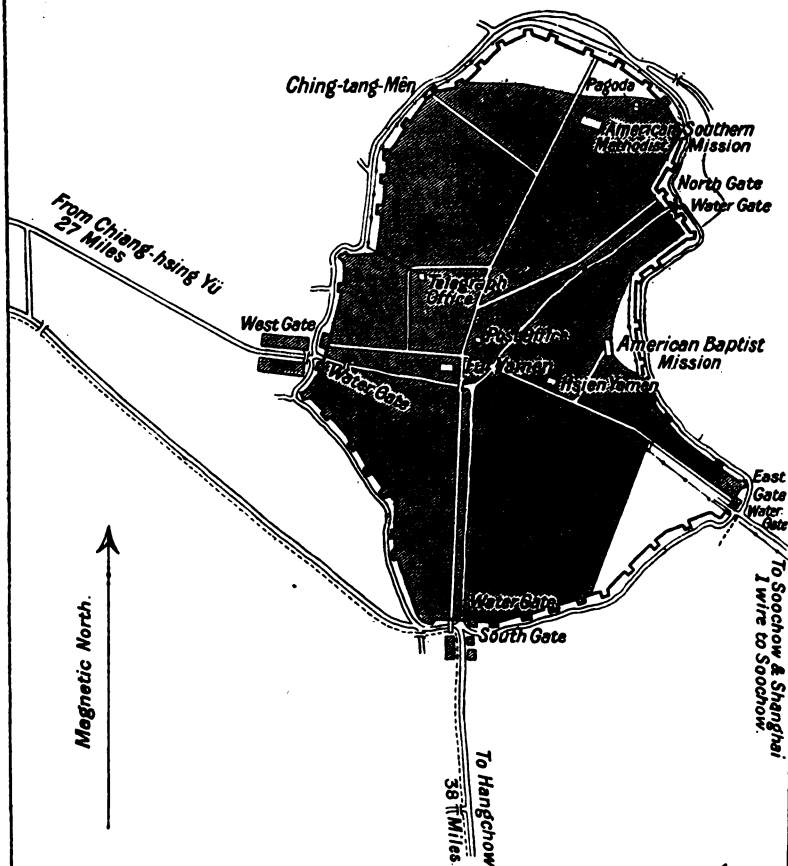 Ching-tang-Mên
Pagoda
American Southern
Methodist Mission
North Gate
Water Gate
From Chiang-hsing Yü
27 Miles
Telegraph
Office
West Gate
Post Office
American Baptist
Mission
Yamen
Hsien Yamen
Water Gate
East
Gate
Water
Gate
Water Gate
South Gate
To Soochow & Shanghai
1 wire to Soochow.
Magnetic North.
To Hangchow
38 Miles